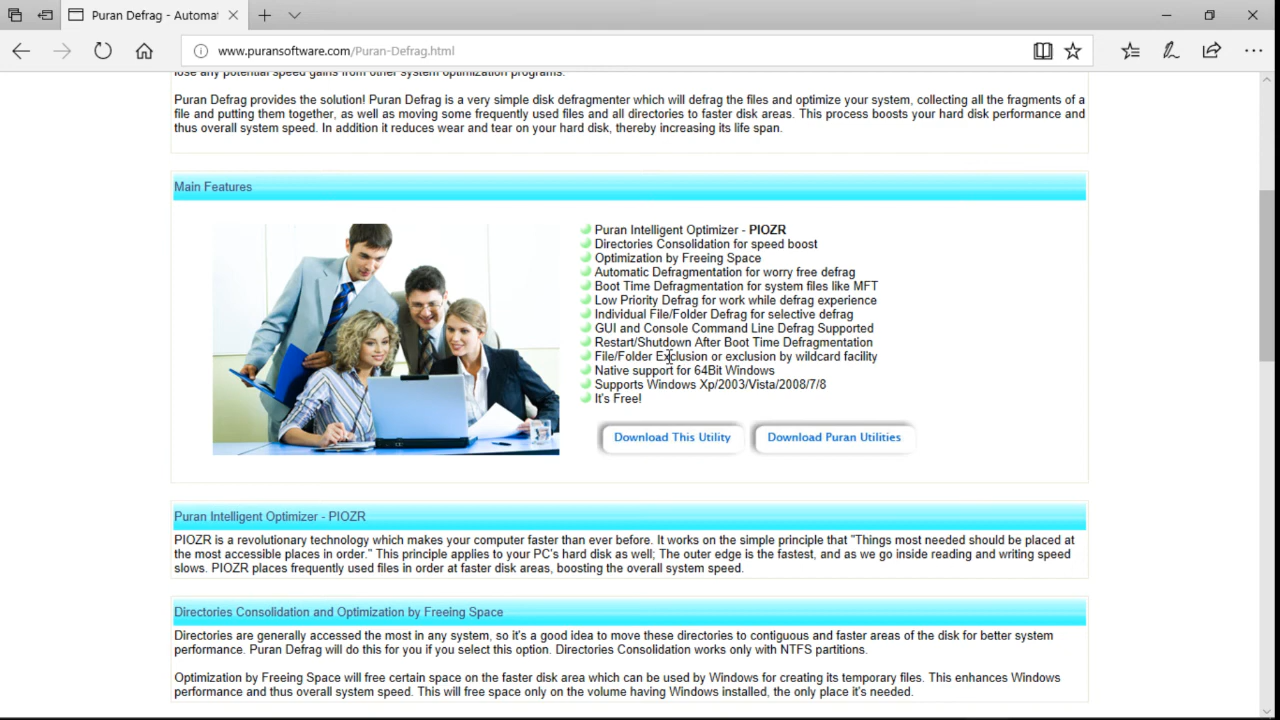 Puran Defrag - Automat
www.puransoftware.com/Puran-Defrag.html
lose any potential speed gains from other system optimization programs.
Puran Defrag provides the solution! Puran Defrag is a very simple disk defragmenter which will defrag the files and optimize your system, collecting all the fragments of a
file and putting them together, as well as moving some frequently used files and all directories to faster disk areas. This process boosts your hard disk performance and
thus overall system speed. In addition it reduces wear and tear on your hard disk, thereby increasing its life span.
Main Features
Puran Intelligent Optimizer - PIOZR
Directories Consolidation for speed boost
Optimization by Freeing Space
Automatic Defragmentation for worry free defrag
Boot Time Defragmentation for system files like MFT
Low Priority Defrag for work while defrag experience
Individual File/Folder Defrag for selective defrag
GUI and Console Command Line Defrag Supported
Restart/Shutdown After Boot Time Defragmentation
File/Folder Exclusion or exclusion by wildcard facility
Native support for 64Bit Windows
Supports Windows Xp/2003/Vista/2008/7/8
It's Free!
Download This Utility
Download Puran Utilities
Puran Intelligent Optimizer - PIOZR
PIOZR is a revolutionary technology which makes your computer faster than ever before. It works on the simple principle that "Things most needed should be placed at
the most accessible places in order." This principle applies to your PC's hard disk as well; The outer edge is the fastest, and as we go inside reading and writing speed
slows. PIOZR places frequently used files in order at faster disk areas, boosting the overall system speed.
Directories Consolidation and Optimization by Freeing Space
Directories are generally accessed the most in any system, so it's a good idea to move these directories to contiguous and faster areas of the disk for better system
performance. Puran Defrag will do this for you if you select this option. Directories Consolidation works only with NTFS partitions.
Optimization by Freeing Space will free certain space on the faster disk area which can be used by Windows for creating its temporary files. This enhances Windows
performance and thus overall system speed. This will free space only on the volume having Windows installed, the only place it's needed.